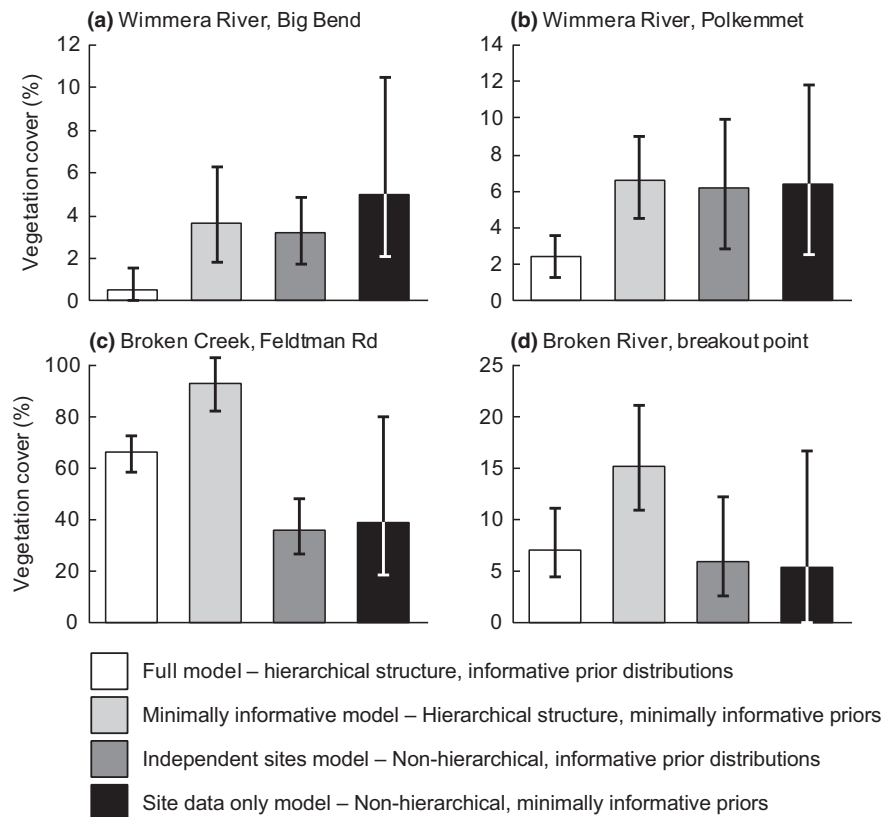 (a) Wimmera River, Big Bend
(b) Wimmera River, Polkemmet
Vegetation cover (%)
12
10
8
6
4
2
0
14
12
10
8
6
4
2
0
(c) Broken Creek, Feldtman Rd
(d) Broken River, breakout point
Vegetation cover (%)
100
80
60
40
20
0
25
20
15
10
5
0
Full model – hierarchical structure, informative prior distributions
Minimally informative model – Hierarchical structure, minimally informative priors
Independent sites model – Non-hierarchical, informative prior distributions
Site data only model – Non-hierarchical, minimally informative priors